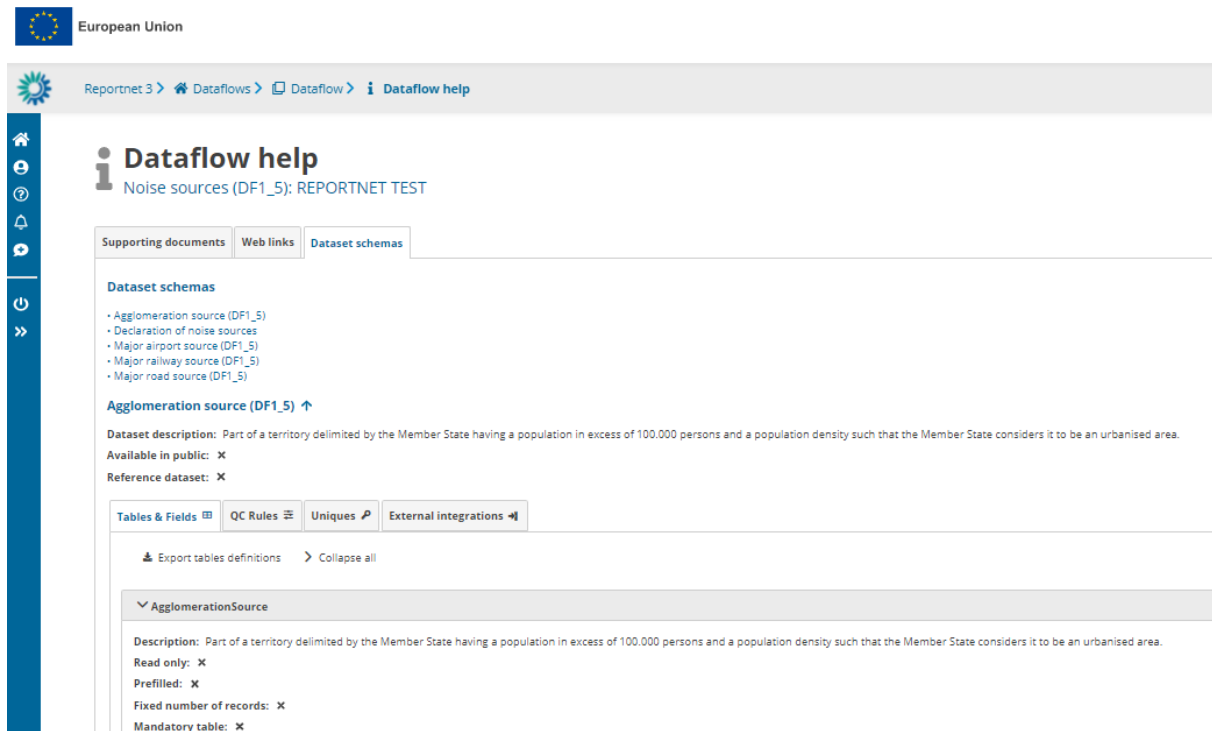 European Union
Reportnet 3 Dataflows Dataflow Dataflow help
Dataflow help
Noise sources (DF1_5): REPORTNET TEST
Supporting documents Web links Dataset schemas
Dataset schemas
• Agglomeration source (DF1_5)
• Declaration of noise sources
• Major airport source (DF1_5)
• Major railway source (DF1_5)
• Major road source (DF1_5)
Agglomeration source (DF1_5)
Dataset description: Part of a territory delimited by the Member State having a population in excess of 100.000 persons and a population density such that the Member State considers it to be an urbanised area.
Available in public:
Reference dataset:
Tables & Fields QC Rules Uniques External integrations
Export tables definitions Collapse all
AgglomerationSource
Description: Part of a territory delimited by the Member State having a population in excess of 100.000 persons and a population density such that the Member State considers it to be an urbanised area.
Read only:
Prefilled:
Fixed number of records:
Mandatory table: